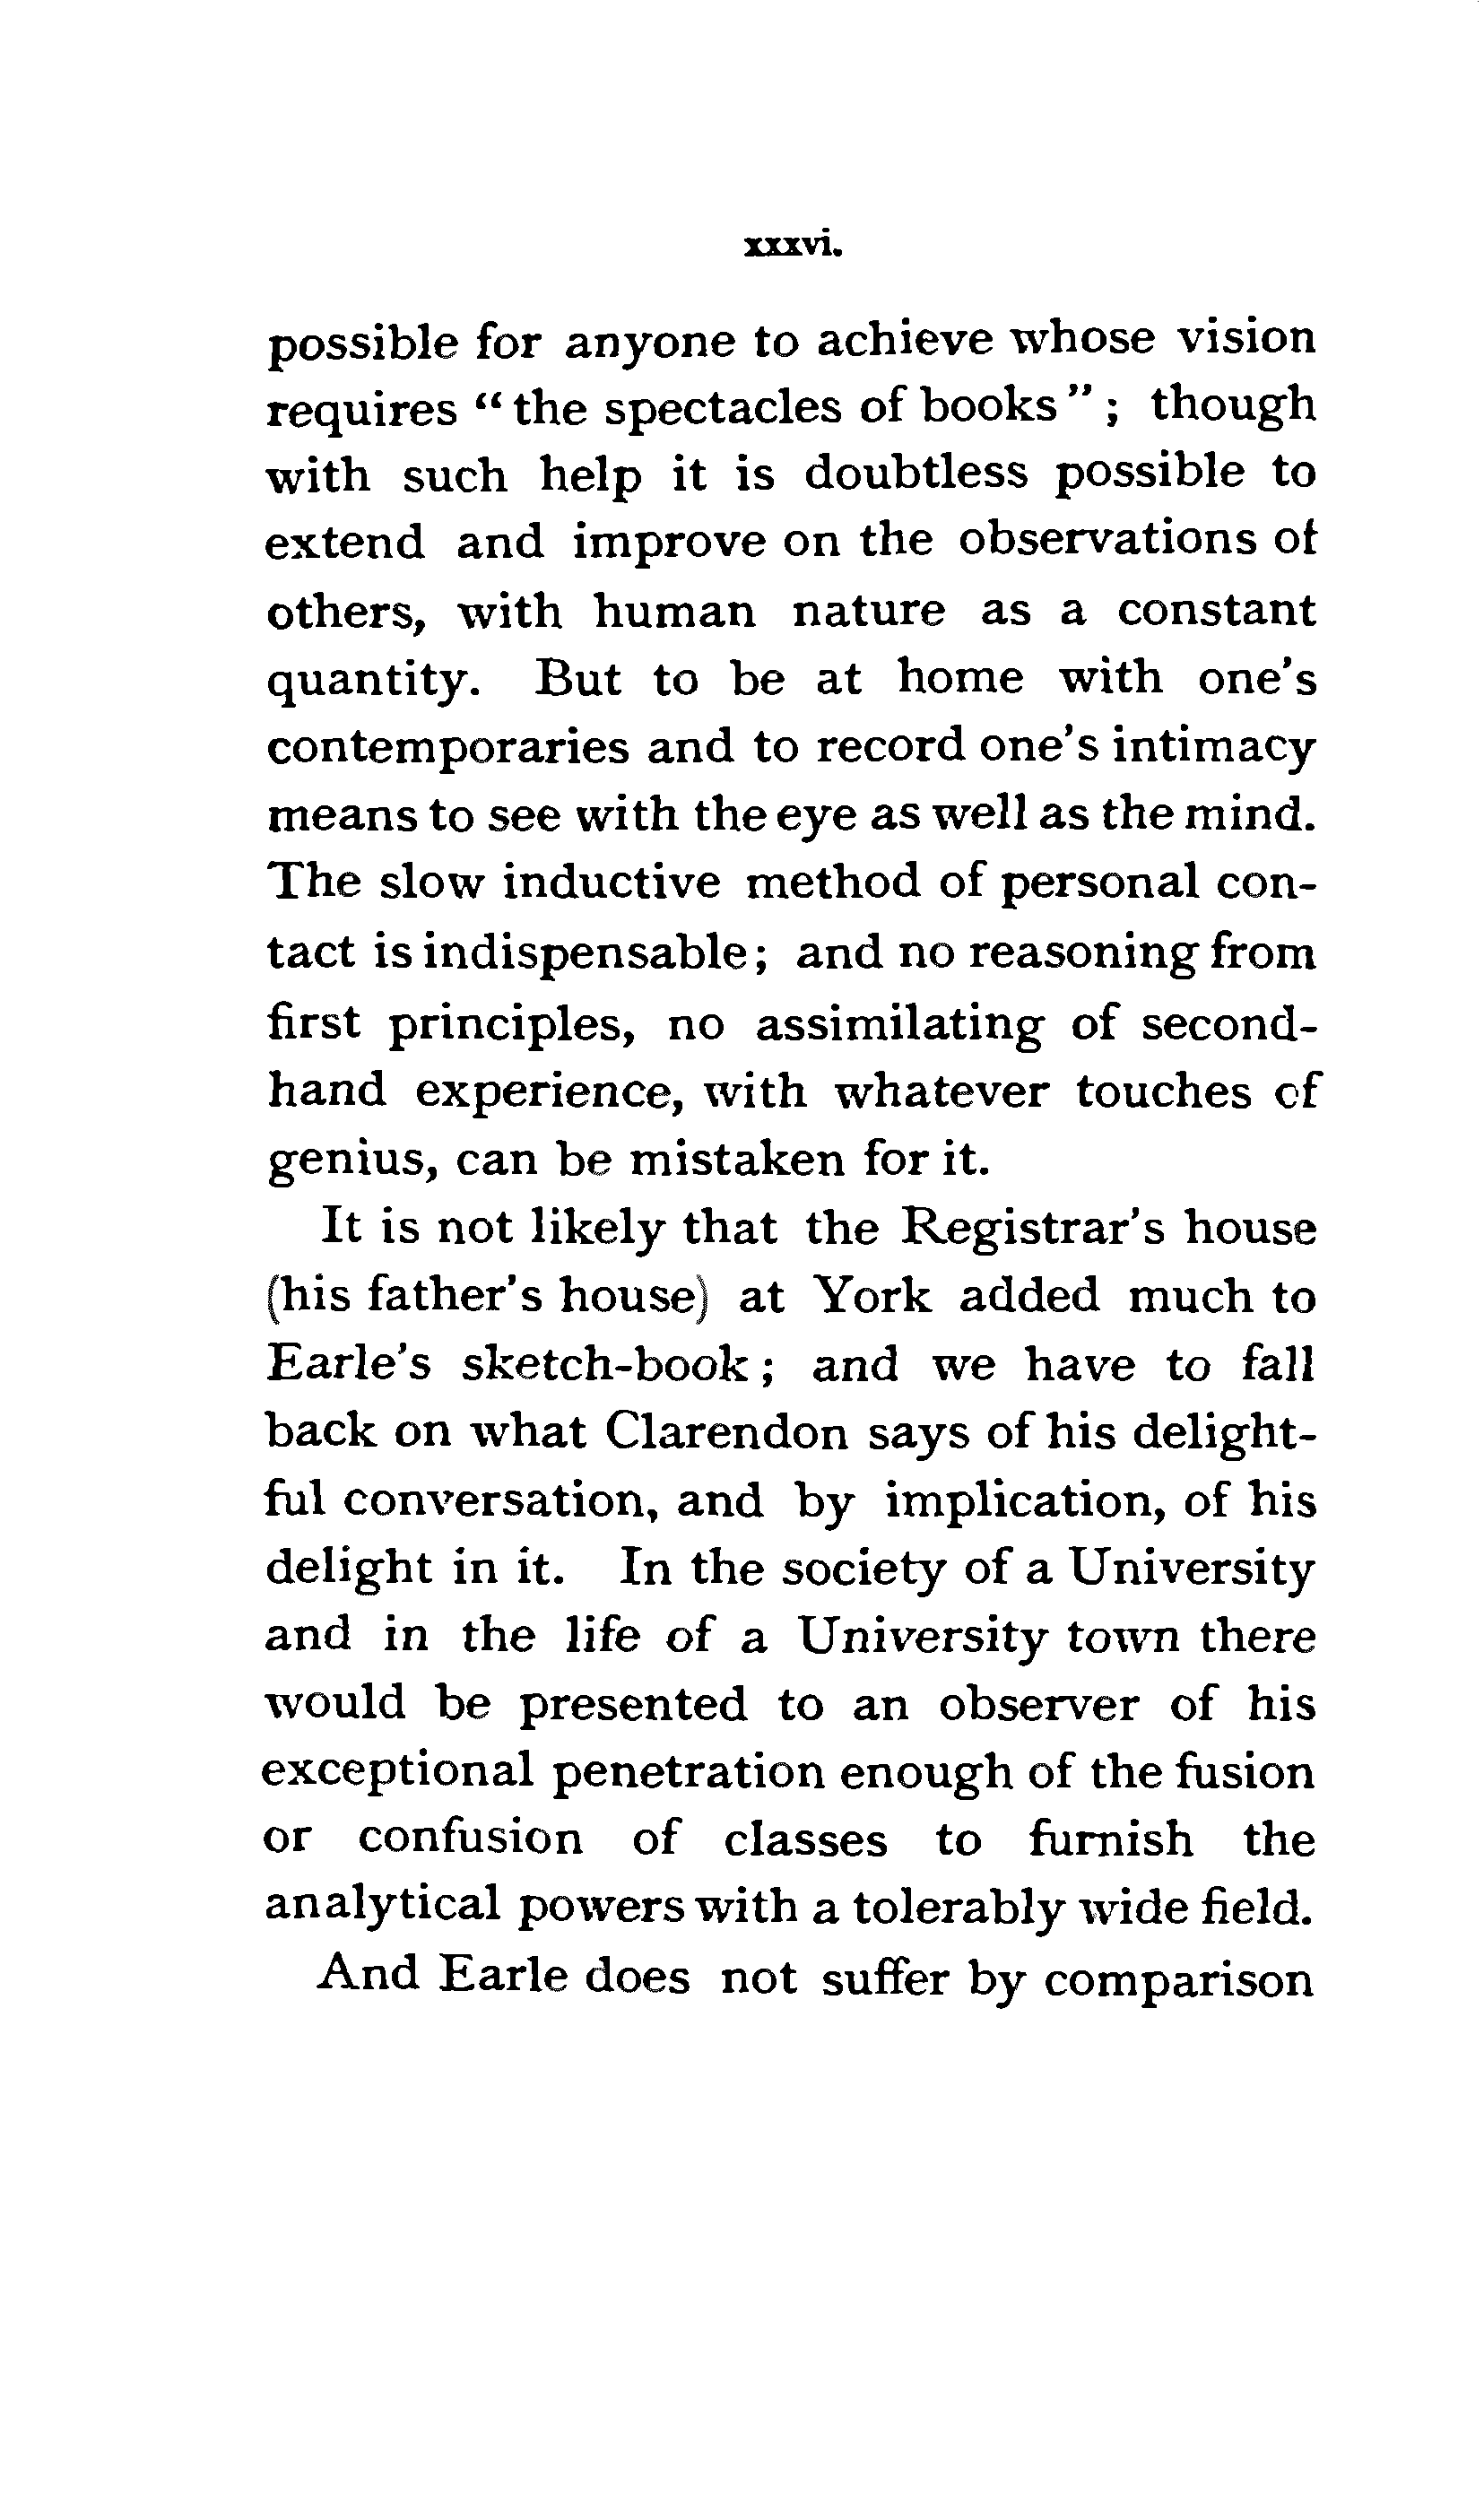 xxxvi.
possible for anyone to achieve whose vision
requires “ the spectacles of books ” ; though
with such help it is doubtless possible to
extend and improve on the observations of
others, with human nature as a constant
quantity. But to be at home with one's
contemporaries and to record one's intimacy
means to see with the eye as well as the mind.
The slow inductive method of personal con-
tact is indispensable; and no reasoning from
first principles, no assimilating of second-
hand experience, with whatever touches of
genius, can be mistaken for it.
It is not likely that the Registrar's house
(his father's house) at York added much to
Earle's sketch-book ; and we have to fall
back on what Clarendon says of his delight-
ful conversation, and by implication, of his
delight in it. In the society of a University
and in the life of a University town there
would be presented to an observer of his
exceptional penetration enough of the fusion
or confusion of classes to furnish the
analytical powers with a tolerably wide field.
And Earle does not suffer by comparison